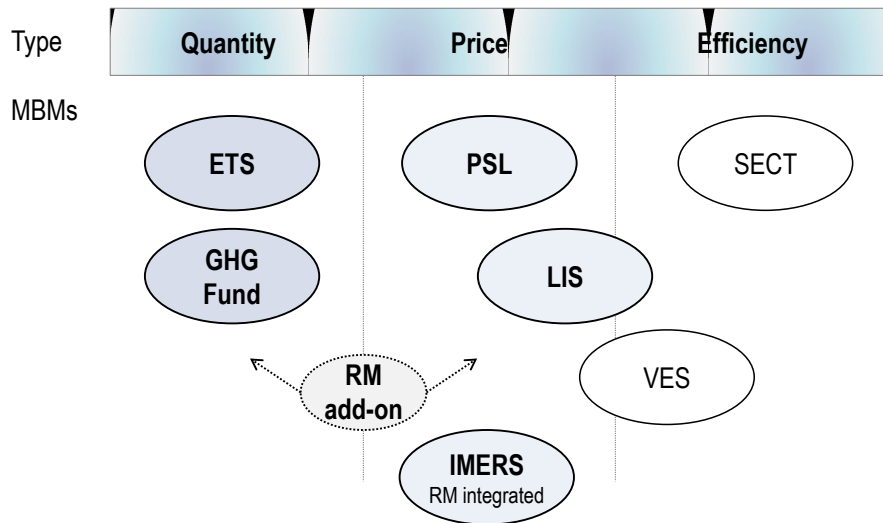 Type Quantity Price Efficiency
MBMs
ETS PSL SECT
GHG
Fund
LIS
RM
add-on
VES
IMERS
RM integrated